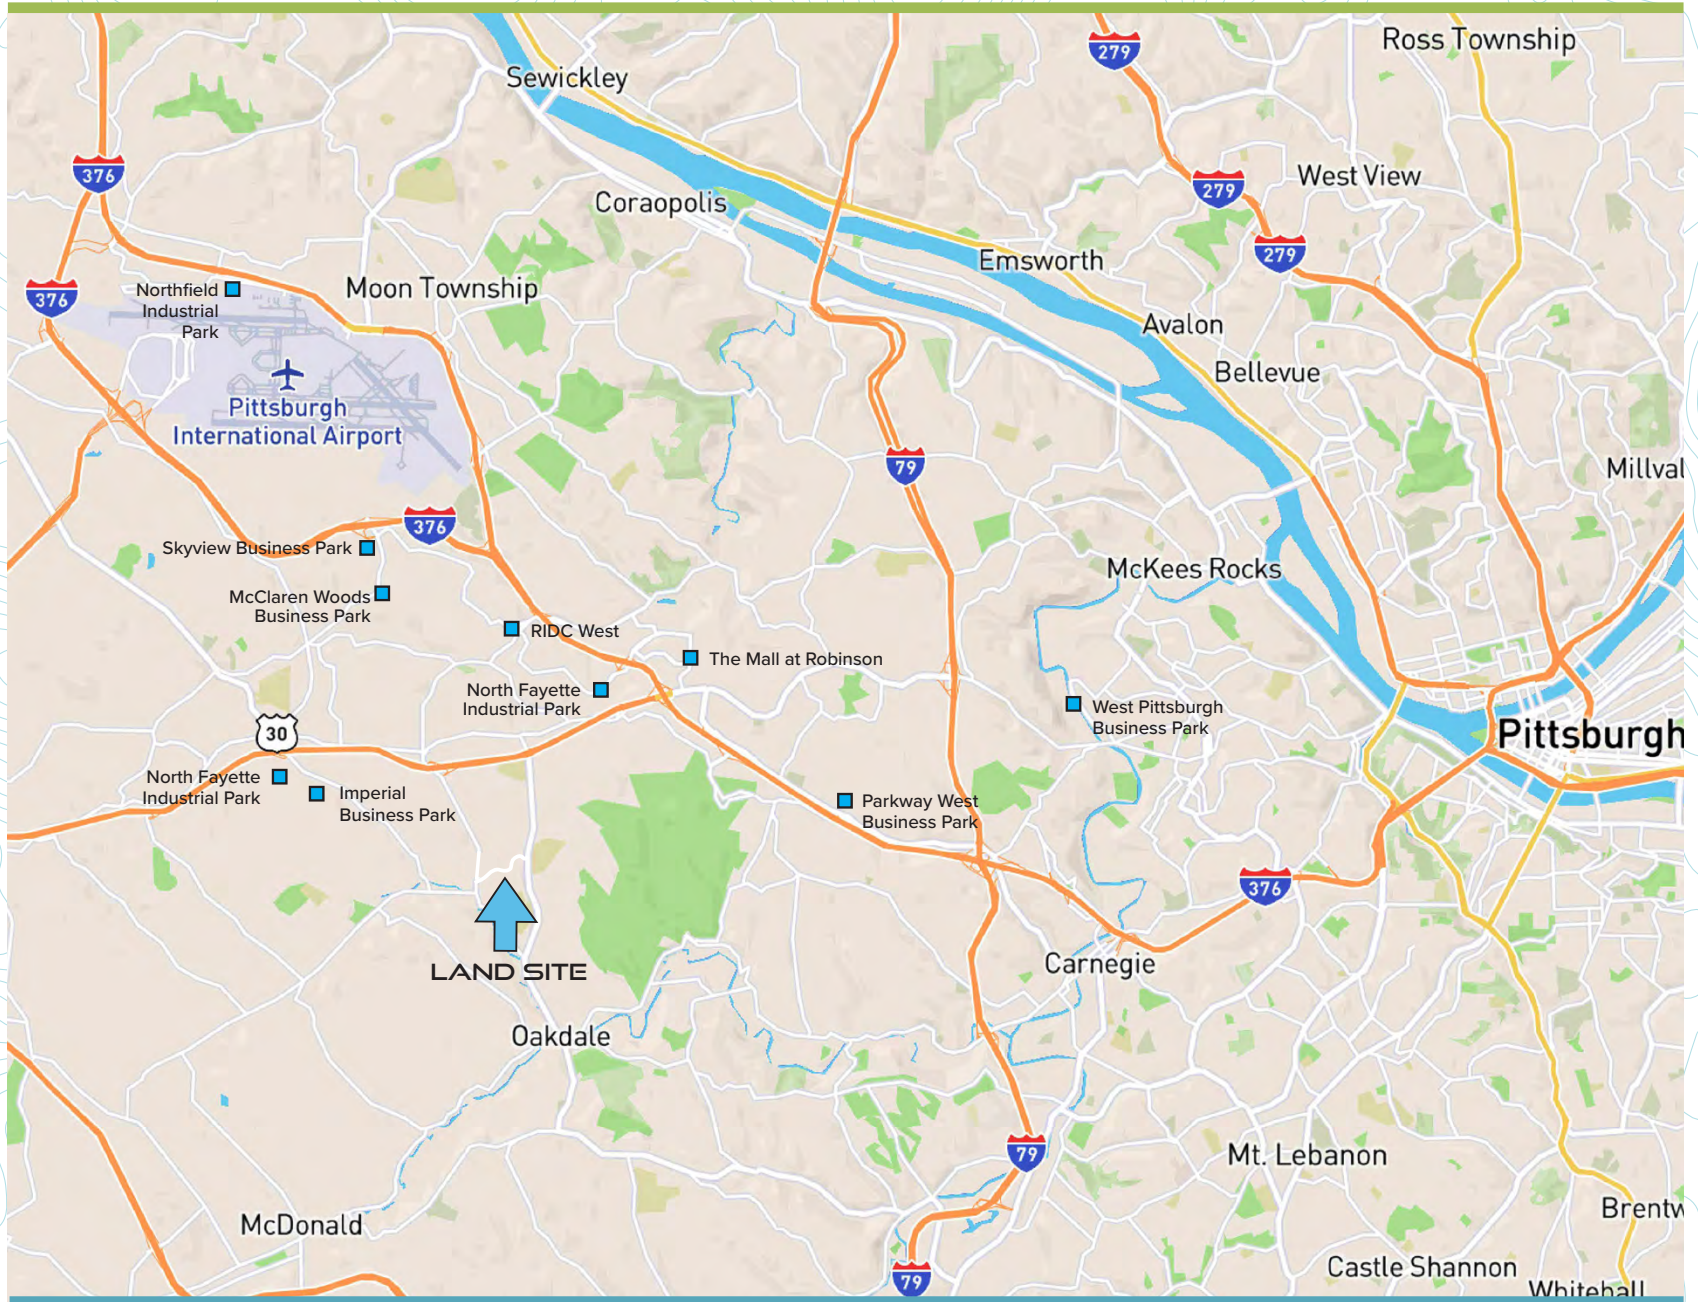 279
Ross Township
Sewickley
376
279
West View
Coraopolis
279
Emsworth
376
Northfield
Industrial
Park
Moon Township
Avalon
Bellevue
Pittsburgh
International Airport
79
Millval
376
Skyview Business Park
McKees Rocks
McClaren Woods
Business Park
RIDC West
The Mall at Robinson
North Fayette
Industrial Park
West Pittsburgh
Business Park
30
Pittsburgh
North Fayette
Industrial Park
Imperial
Business Park
Parkway West
Business Park
376
LAND SITE
Carnegie
Oakdale
79
Mt. Lebanon
McDonald
Brentw
Castle Shannon
79
Whitehall